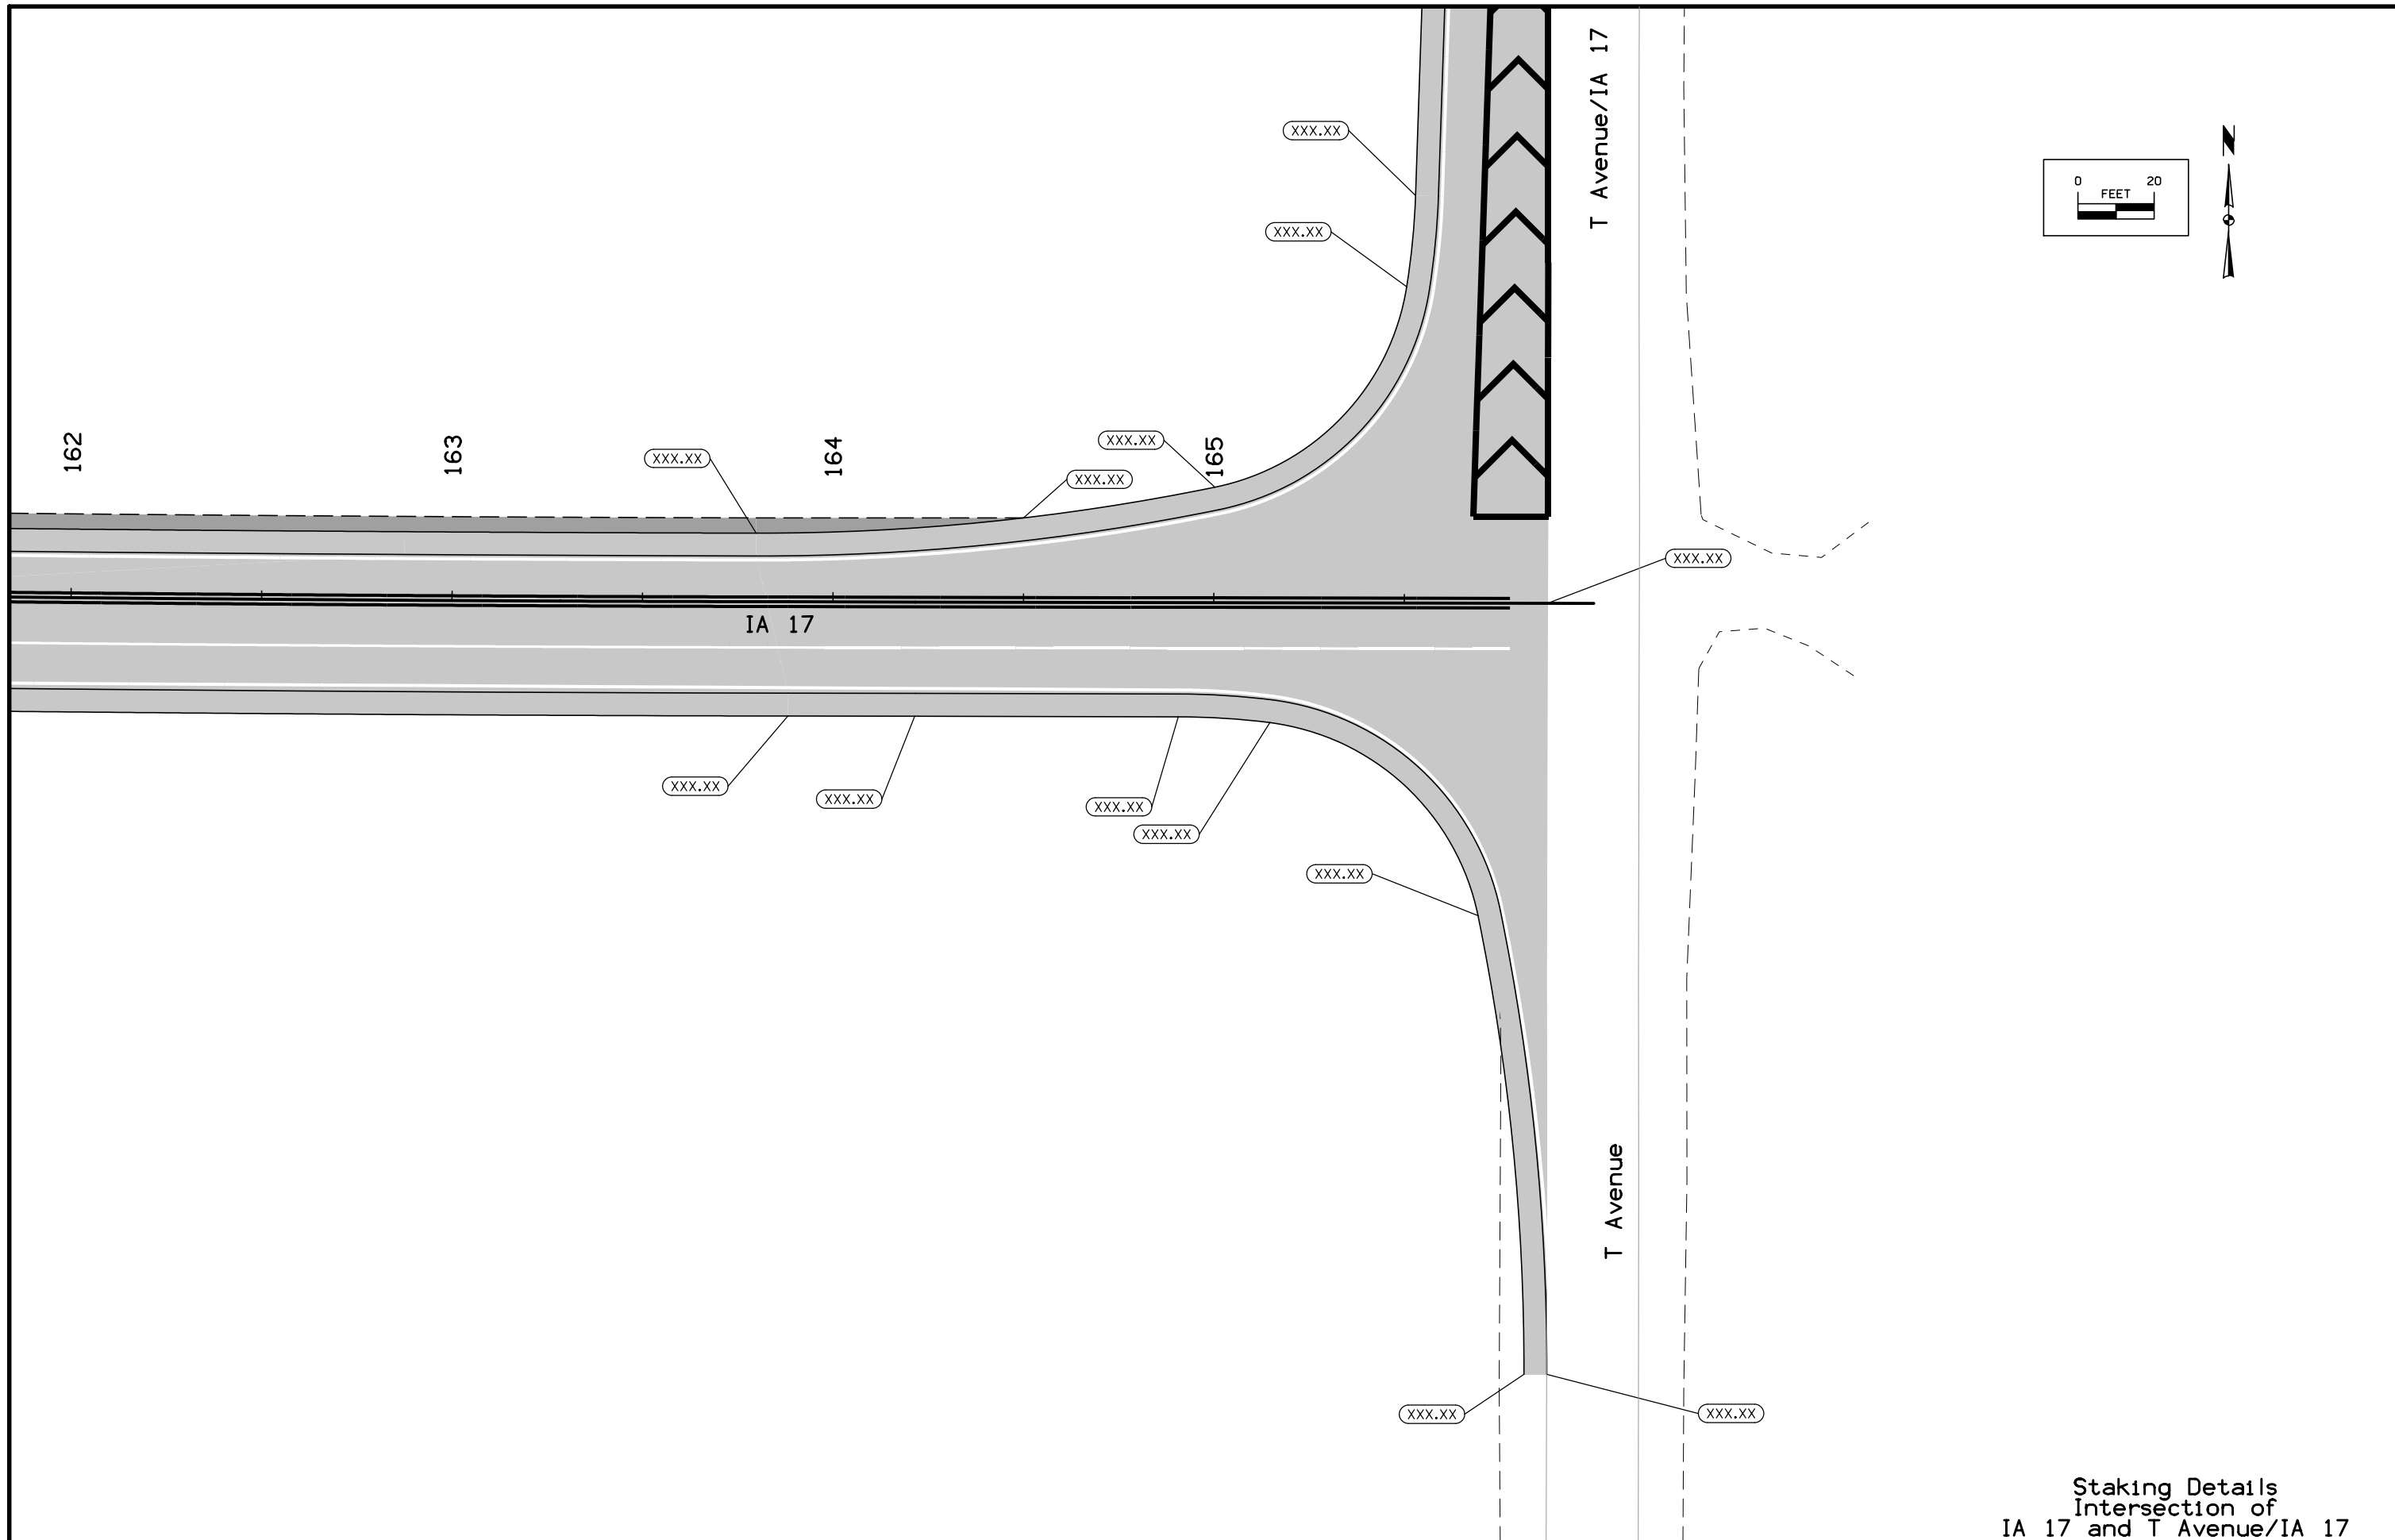 T Avenue/IA 17
N
0 20
FEET
XXX.XX
XXX.XX
162
163
164
165
XXX.XX
XXX.XX
XXX.XX
XXX.XX
IA 17
XXX.XX
XXX.XX
XXX.XX
XXX.XX
XXX.XX
T Avenue
XXX.XX
XXX.XX
Staking Details
Intersection of
IA 17 and T Avenue/IA 17